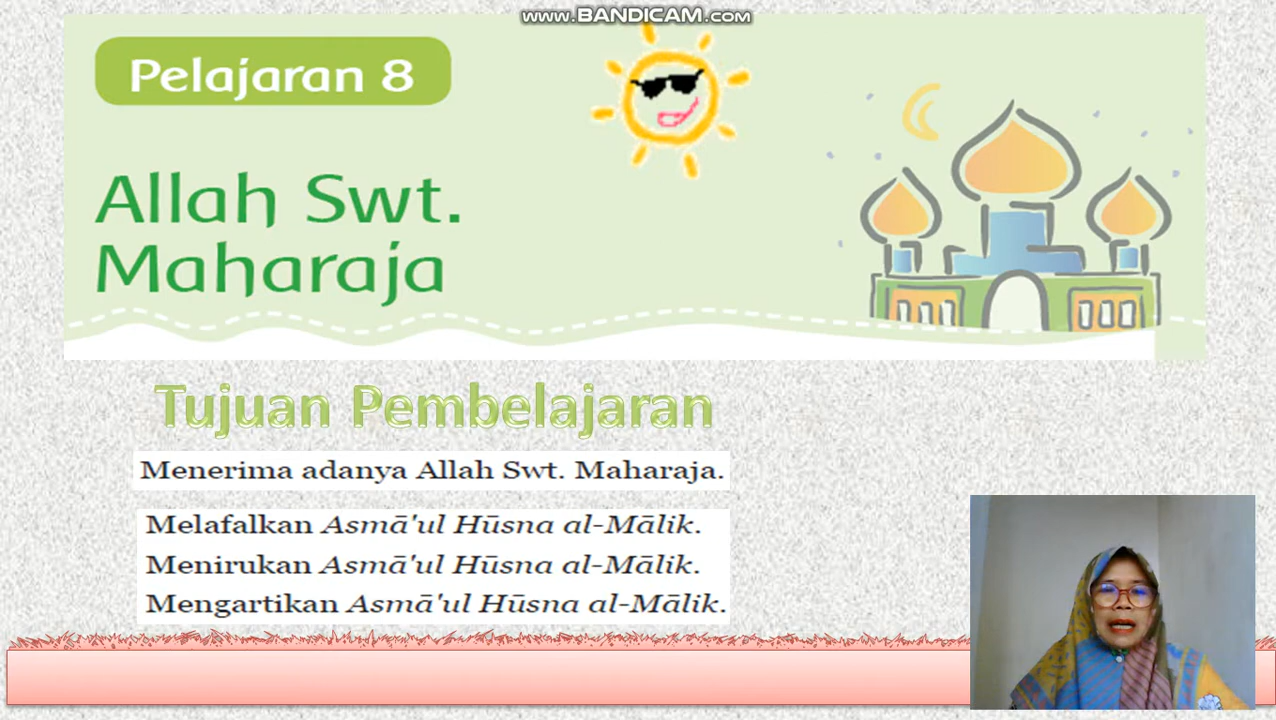 www.BANDICAM.com
Pelajaran 8
Allah Swt.
Maharaja
Tujuan Pembelajaran
Menerima adanya Allah Swt. Maharaja.
Melafalkan Asmā'ul Hūsna al-Mālik.
Menirukan Asmā'ul Hūsna al-Mālik.
Mengartikan Asmā'ul Hūsna al-Mālik.